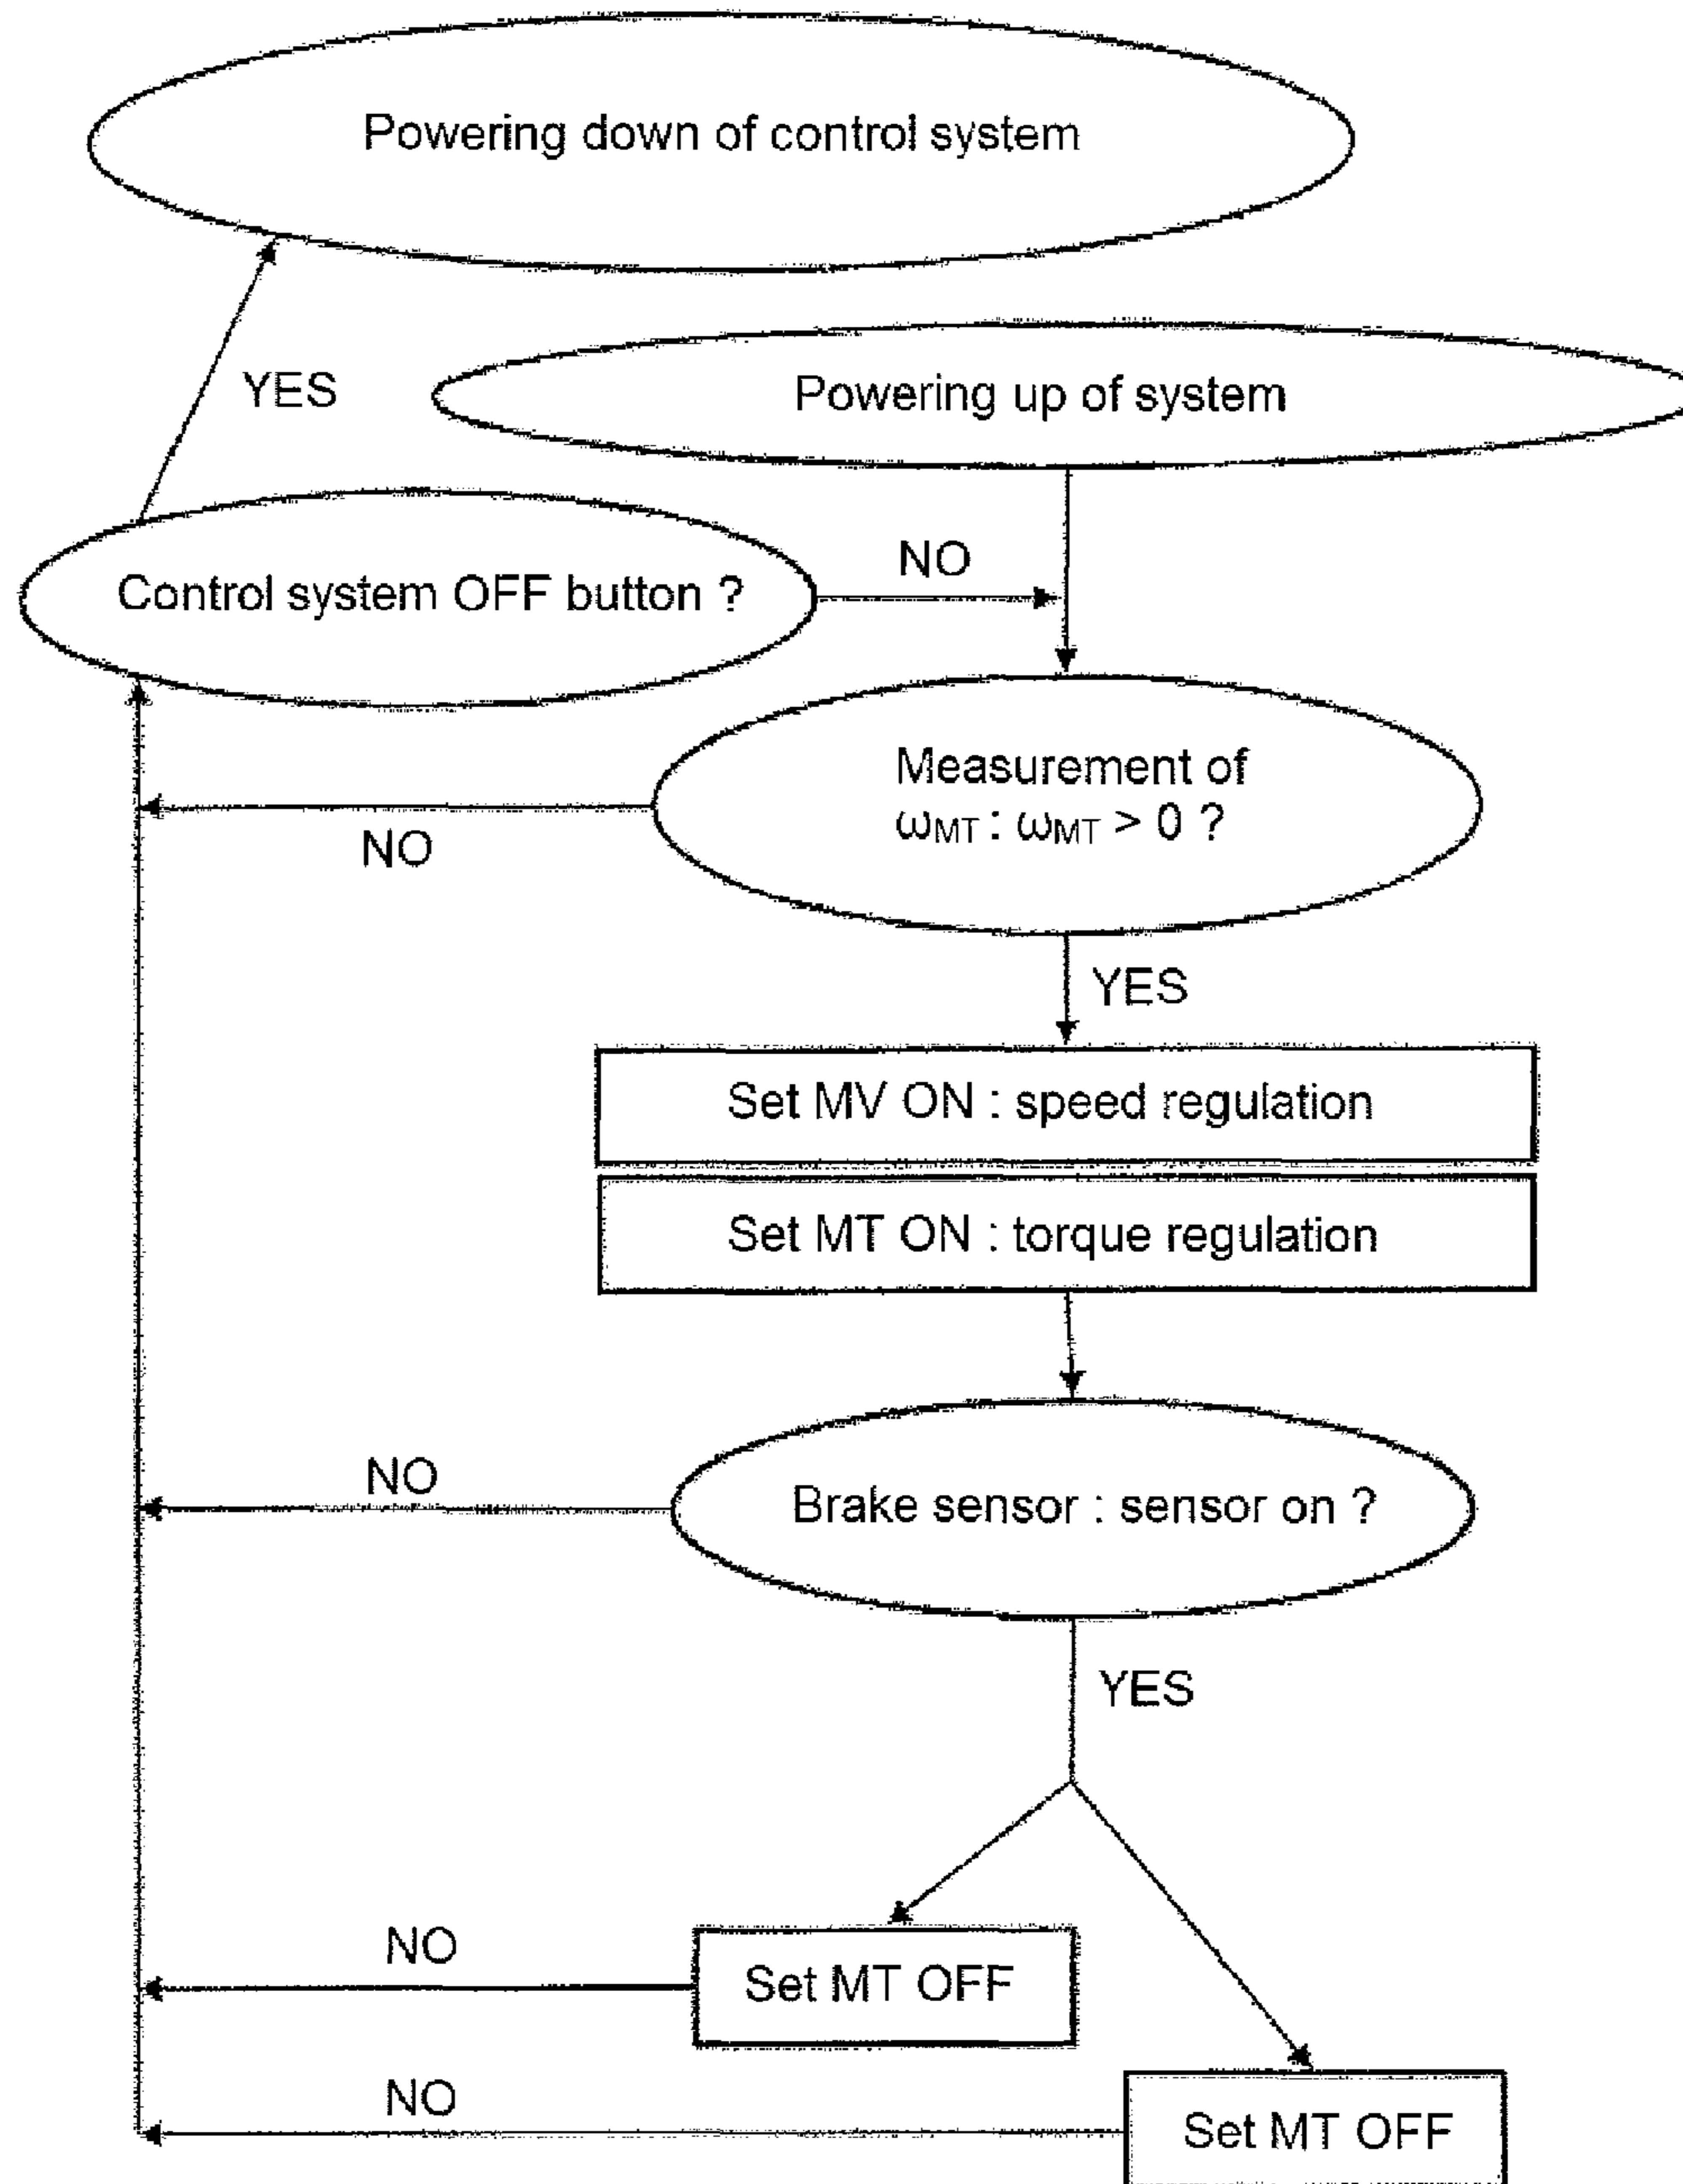 Powering down of control system
YES
Powering up of system
NO
Control system OFF button ?
Measurement of
ωMT : ωMT > 0 ?
NO
YES
Set MV ON : speed regulation
Set MT ON : torque regulation
NO
Brake sensor : sensor on ?
YES
NO
Set MT OFF
NO
Set MT OFF